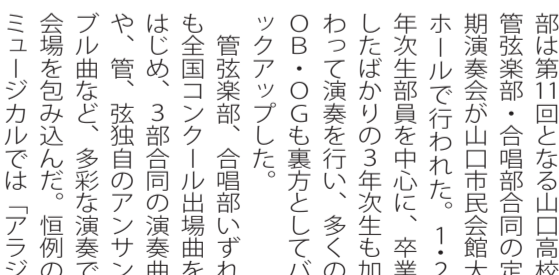 部は第11回となる山口高校
管弦楽部・合唱部合同の定
期演奏会が山口市民会館大
ホールで行われた。1・2
年次生部員を中心に、卒業
したばかりの3年次生も加
わって演奏を行い、多くの
OB・OGも裏方としてバ
ックアップした。
管弦楽部、合唱部いずれ
も全国コンクール出場曲を
はじめ、3部合同の演奏曲
や、管、弦独自のアンサン
ブル曲など、多彩な演奏で
会場を包み込んだ。恒例の
ミュージカルでは「アラジ